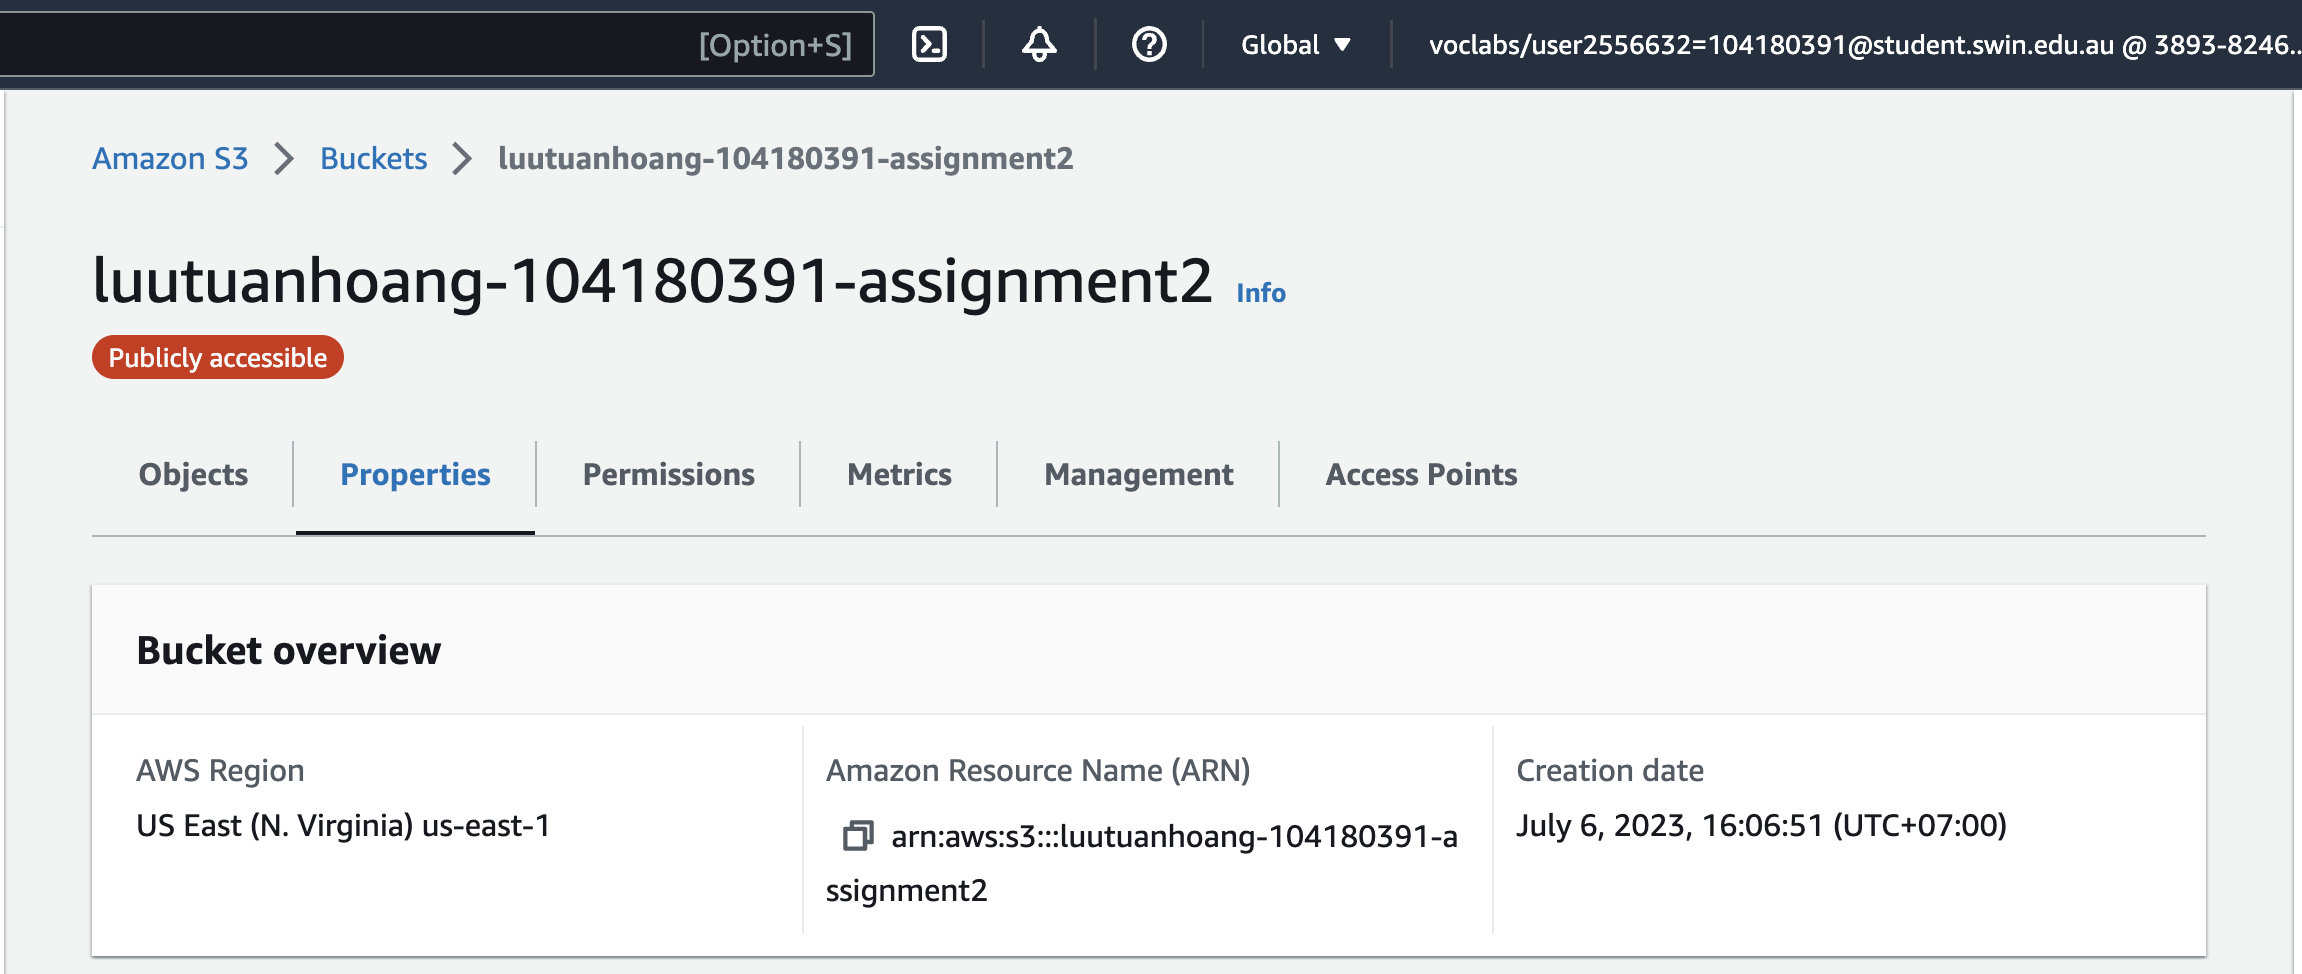 [Option+S] Global voclabs/user2556632=104180391@student.swin.edu.au @ 3893-8246...
Amazon S3 Buckets luutuanhoang-104180391-assignment2
luutuanhoang-104180391-assignment2 Info
Publicly accessible
Objects Properties Permissions Metrics Management Access Points
Bucket overview
AWS Region
US East (N. Virginia) us-east-1
Amazon Resource Name (ARN)
arn:aws:s3:::luutuanhoang-104180391-a
ssignment2
Creation date
July 6, 2023, 16:06:51 (UTC+07:00)